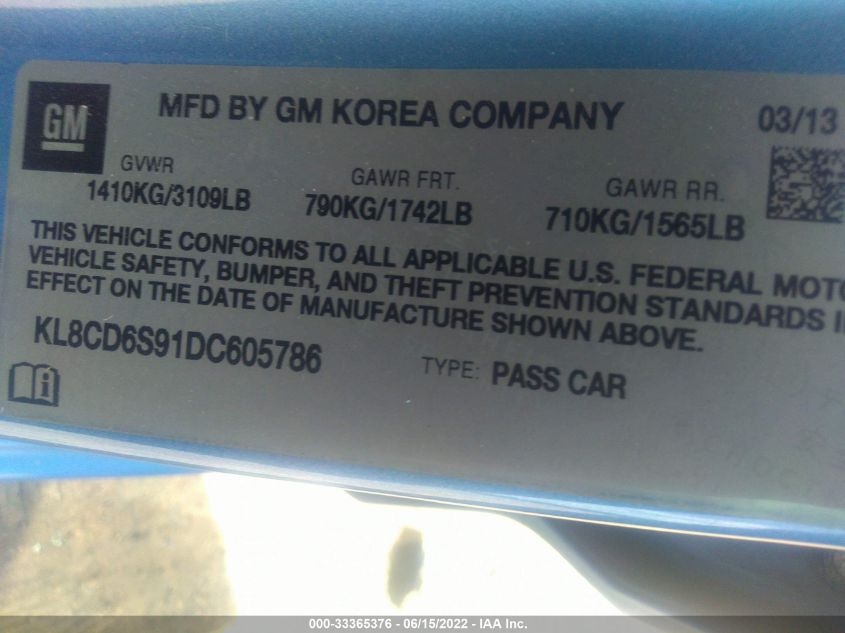 GM
MFD BY GM KOREA COMPANY
03/13
GVWR
GAWR FRT.
GAWR RR.
1410KG/3109LB
790KG/1742LB
710KG/1565LB
THIS VEHICLE CONFORMS TO ALL APPLICABLE U.S. FEDERAL MOTO
VEHICLE SAFETY, BUMPER, AND THEFT PREVENTION STANDARDS I
EFFECT ON THE DATE OF MANUFACTURE SHOWN ABOVE.
KL8CD6S91DC605786
TYPE: PASS CAR
i
000-33365376 - 06/15/2022 - IAA Inc.